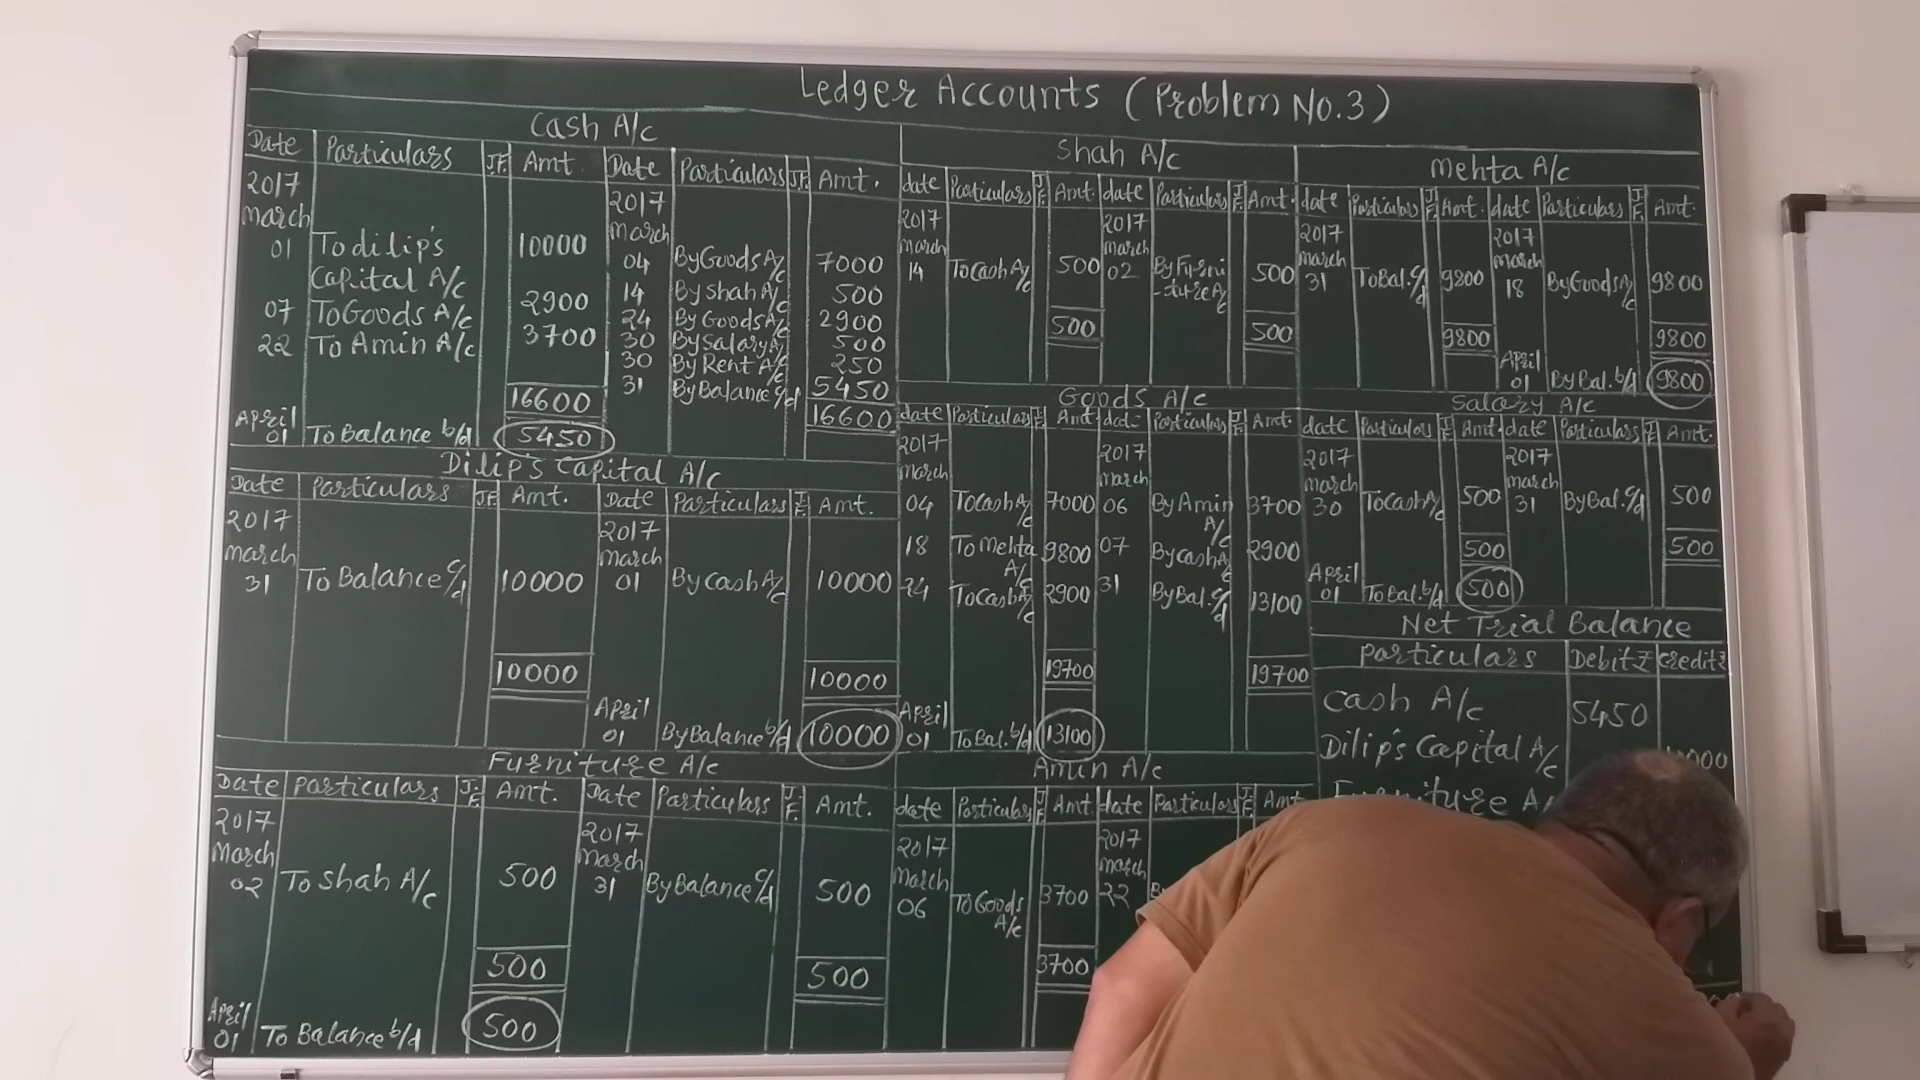 Ledger Accounts (Problem No.3)
Cash A/c
Date Particulars J.F. Amt. Date Particulars J.F. Amt.
2017 2017
March March
01 To dilip's 10000 04 By Goods A/c 7000
Capital A/c 14 By Shah A/c 500
07 To Goods A/c 2900 24 By Goods A/c 2900
22 To Amin A/c 3700 30 By Salary A/c 500
30 By Rent A/c 250
31 By Balance c/d 5450
16600 16600
April
01 To Balance b/d 5450
Dilip's Capital A/c
Date Particulars J.F. Amt. Date Particulars J.F. Amt.
2017 2017
March March
31 To Balance c/d 10000 01 By Cash A/c 10000
10000 10000
April
01 By Balance b/d 10000
Furniture A/c
Date Particulars J.F. Amt. Date Particulars J.F. Amt.
2017 2017
March March
02 To Shah A/c 500 31 By Balance c/d 500
500 500
April
01 To Balance b/d 500
Shah A/c
date Particulars J.F. Amt. date Particulars J.F. Amt.
2017 2017
March March
14 To Cash A/c 500 02 By Furni 500
-ture A/c
500 500
Goods A/c
date Particulars J.F. Amt. date Particulars J.F. Amt.
2017 2017
March March
04 To Cash A/c 7000 06 By Amin A/c 3700
18 To Mehta A/c 9800 07 By Cash A/c 2900
24 To Cash A/c 2900 31 By Bal. c/d 13100
19700 19700
April
01 To Bal. b/d 13100
Amin A/c
date Particulars J.F. Amt. date Particulars J.F. Amt
2017 2017
March March
06 To Goods A/c 3700 22
3700
Mehta A/c
date Particulars J.F. Amt. date Particulars J.F. Amt.
2017 2017
March March
31 To Bal. c/d 9800 18 By Goods A/c 9800
9800 9800
April
01 By Bal. b/d 9800
Salary A/c
date Particulars J.F. Amt. date Particulars J.F. Amt.
2017 2017
March March
30 To Cash A/c 500 31 By Bal. c/d 500
500 500
April
01 To Bal. b/d 500
Net Trial Balance
Particulars Debit ₹ Credit ₹
Cash A/c 5450
Dilip's Capital A/c